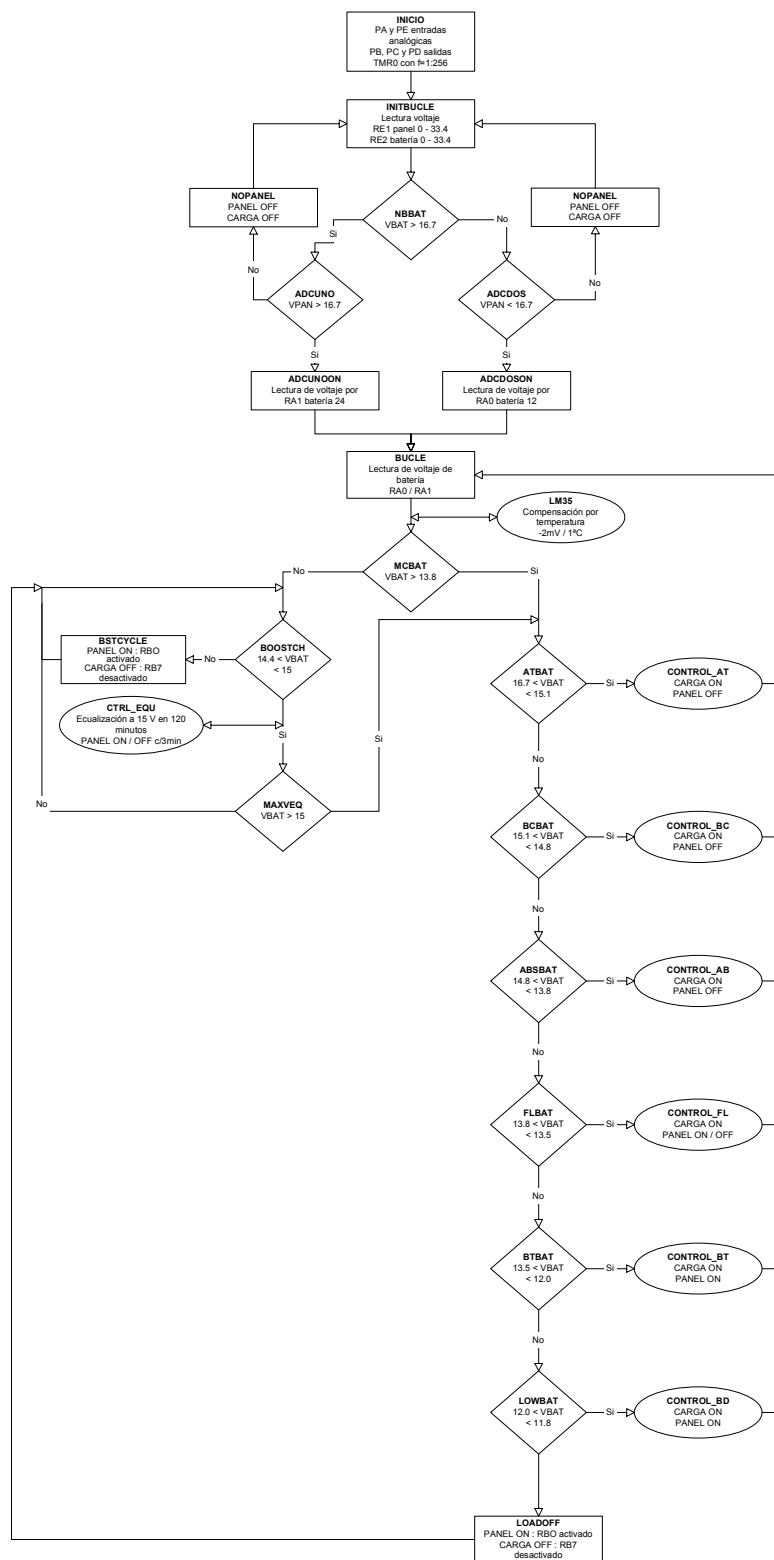 INICIO
PA y PE entradas
analógicas
PB, PC y PD salidas
TMR0 con f=1:256
INITBUCLE
Lectura voltaje
RE1 panel 0 - 33.4
RE2 batería 0 - 33.4
NOPANEL
PANEL OFF
CARGA OFF
NBBAT
VBAT > 16.7
NOPANEL
PANEL OFF
CARGA OFF
Si
No
No
ADCUNO
VPAN > 16.7
ADCDOS
VPAN < 16.7
No
Si
Si
ADCUNOON
Lectura de voltaje por
RA1 batería 24
ADCDOSON
Lectura de voltaje por
RA0 batería 12
BUCLE
Lectura de voltaje de
batería
RA0 / RA1
LM35
Compensación por
temperatura
-2mV / 1ºC
No
MCBAT
VBAT > 13.8
Si
BSTCYCLE
PANEL ON : RBO
activado
CARGA OFF : RB7
desactivado
No
BOOSTCH
14.4 < VBAT
< 15
ATBAT
16.7 < VBAT
< 15.1
Si
CONTROL_AT
CARGA ON
PANEL OFF
CTRL_EQU
Ecualización a 15 V en 120
minutos
PANEL ON / OFF c/3min
Si
Si
No
No
MAXVEQ
VBAT > 15
BCBAT
15.1 < VBAT
< 14.8
Si
CONTROL_BC
CARGA ON
PANEL OFF
No
ABSBAT
14.8 < VBAT
< 13.8
Si
CONTROL_AB
CARGA ON
PANEL OFF
No
FLBAT
13.8 < VBAT
< 13.5
Si
CONTROL_FL
CARGA ON
PANEL ON / OFF
No
BTBAT
13.5 < VBAT
< 12.0
Si
CONTROL_BT
CARGA ON
PANEL ON
No
LOWBAT
12.0 < VBAT
< 11.8
Si
CONTROL_BD
CARGA ON
PANEL ON
LOADOFF
PANEL ON : RBO activado
CARGA OFF : RB7
desactivado